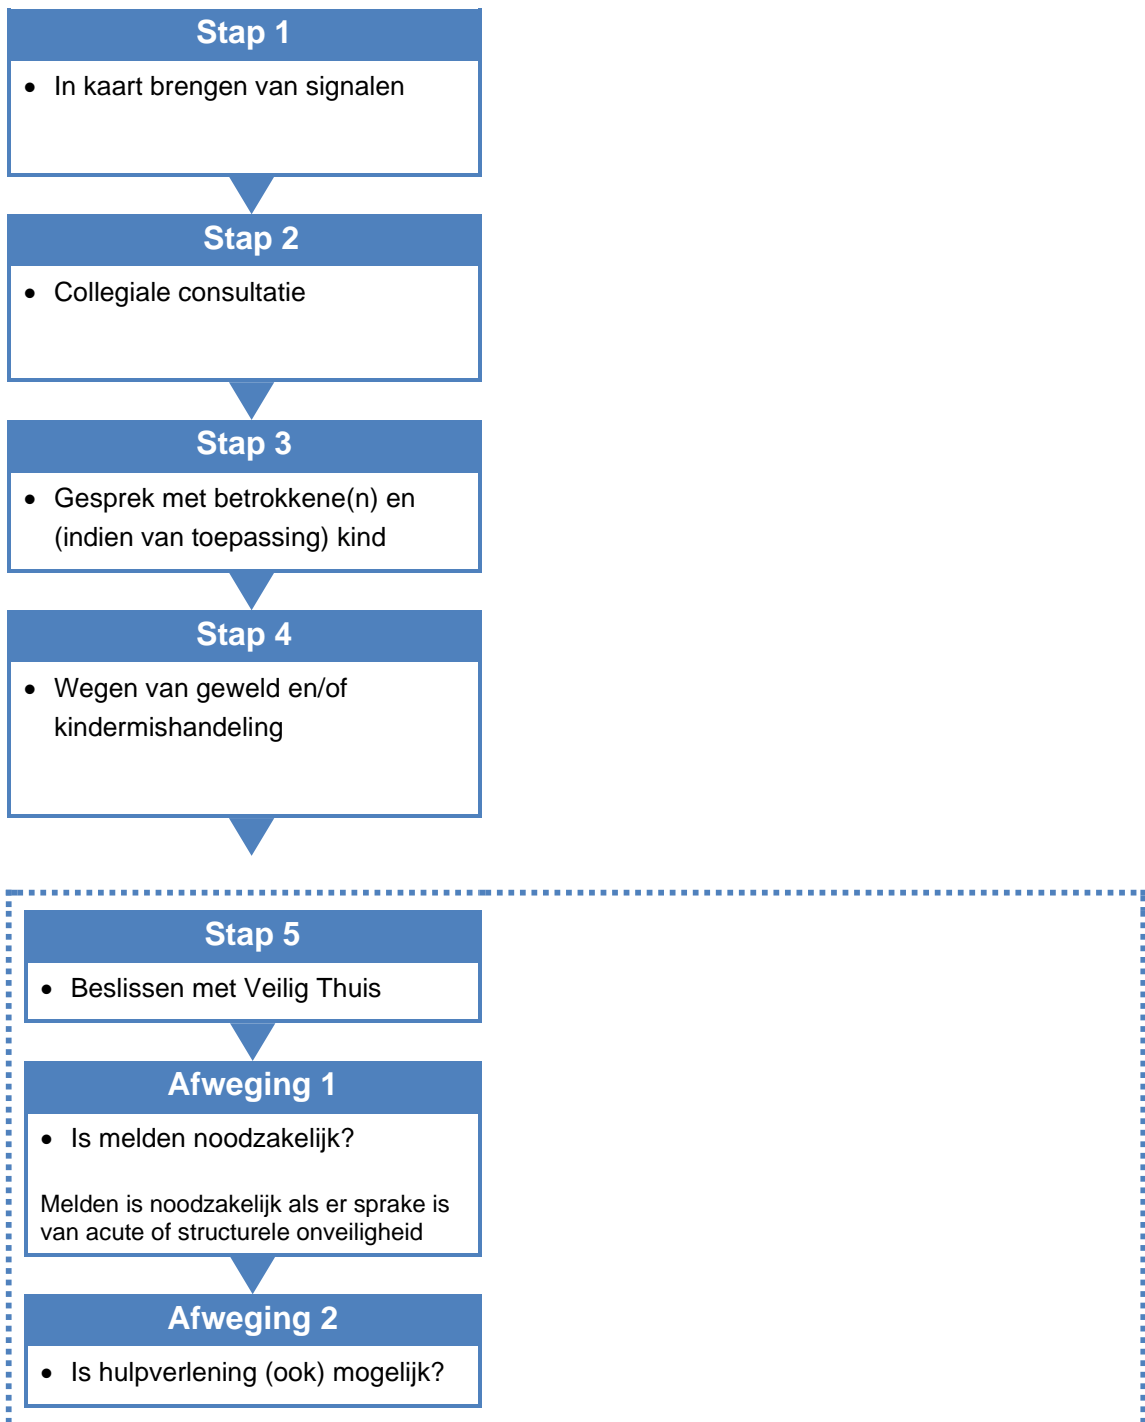 Stap 1
• In kaart brengen van signalen
Stap 2
• Collegiale consultatie
Stap 3
• Gesprek met betrokkene(n) en
(indien van toepassing) kind
Stap 4
• Wegen van geweld en/of
kindermishandeling
Stap 5
• Beslissen met Veilig Thuis
Afweging 1
• Is melden noodzakelijk?
Melden is noodzakelijk als er sprake is
van acute of structurele onveiligheid
Afweging 2
• Is hulpverlening (ook) mogelijk?